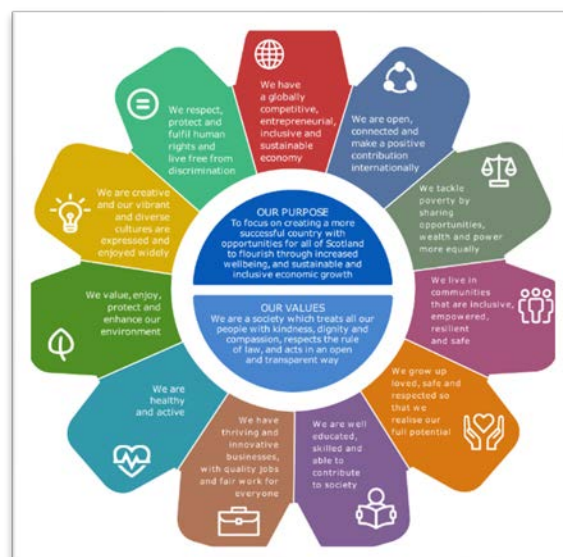 We have
a globally
competitive,
entrepreneurial,
inclusive and
sustainable
economy
We are open,
connected and
make a positive
contribution
internationally
We tackle
poverty by
sharing
opportunities,
wealth and power
more equally
We live in
communities
that are inclusive,
empowered,
resilient
and safe
We grow up
loved, safe and
respected so
that we
realise our
full potential
We are well
educated,
skilled and
able to
contribute
to society
We have
thriving and
innovative
businesses,
with quality jobs
and fair work for
everyone
We are
healthy
and active
We value, enjoy,
protect and
enhance our
environment
We are creative
and our vibrant
and diverse
cultures are
expressed and
enjoyed widely
We respect,
protect and
fulfil human
rights and
live free from
discrimination
OUR PURPOSE
To focus on creating a more
successful country with
opportunities for all of Scotland
to flourish through increased
wellbeing, and sustainable and
inclusive economic growth
OUR VALUES
We are a society which treats all our
people with kindness, dignity and
compassion, respects the rule
of law, and acts in an open
and transparent way